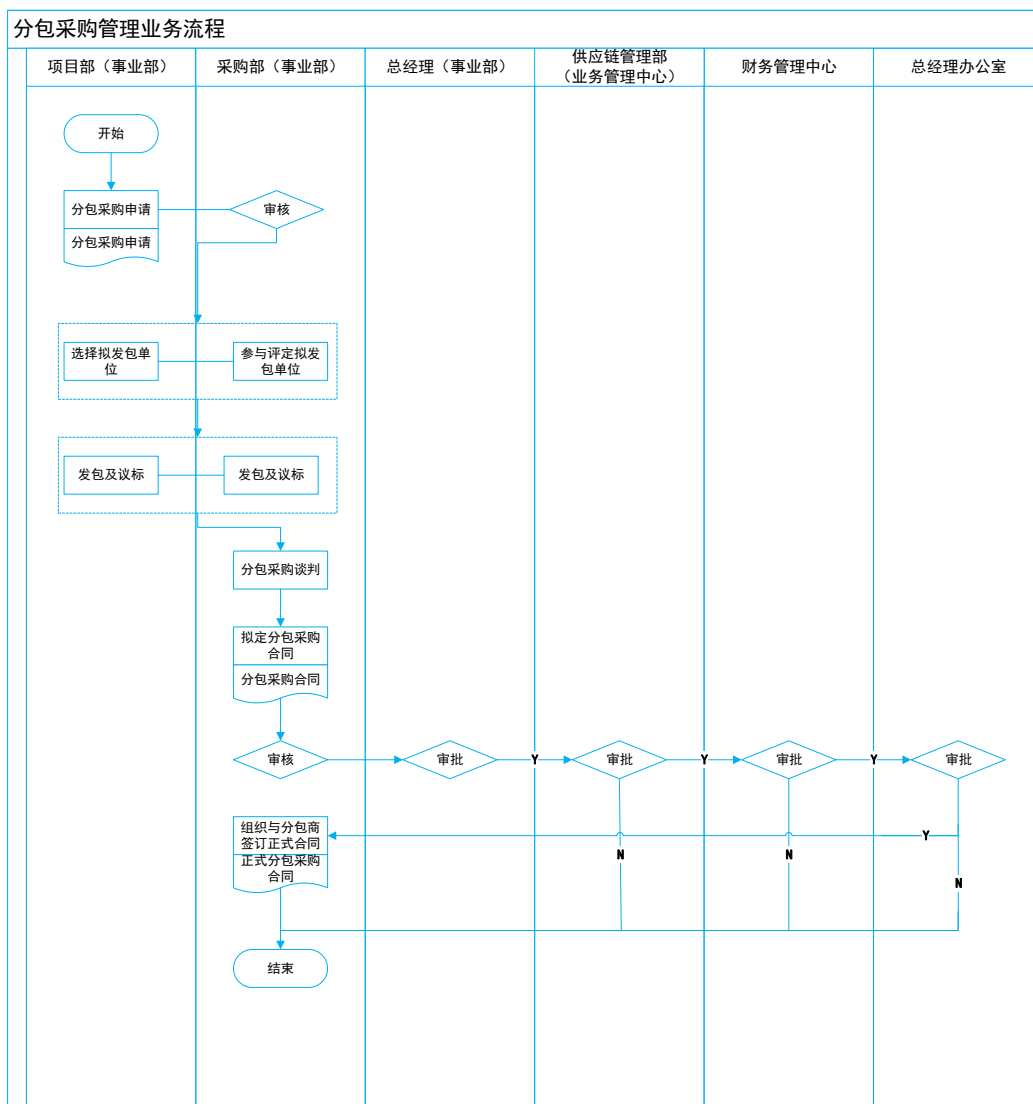 分包采购管理业务流程
项目部（事业部）
采购部（事业部）
总经理（事业部）
供应链管理部
（业务管理中心）
财务管理中心
总经理办公室
开始
分包采购申请
审核
分包采购申请
选择拟发包单
位
参与评定拟发
包单位
发包及议标
发包及议标
分包采购谈判
拟定分包采购
合同
分包采购合同
审核
审批
Y
审批
Y
审批
Y
审批
组织与分包商
签订正式合同
Y
正式分包采购
合同
N
N
N
结束